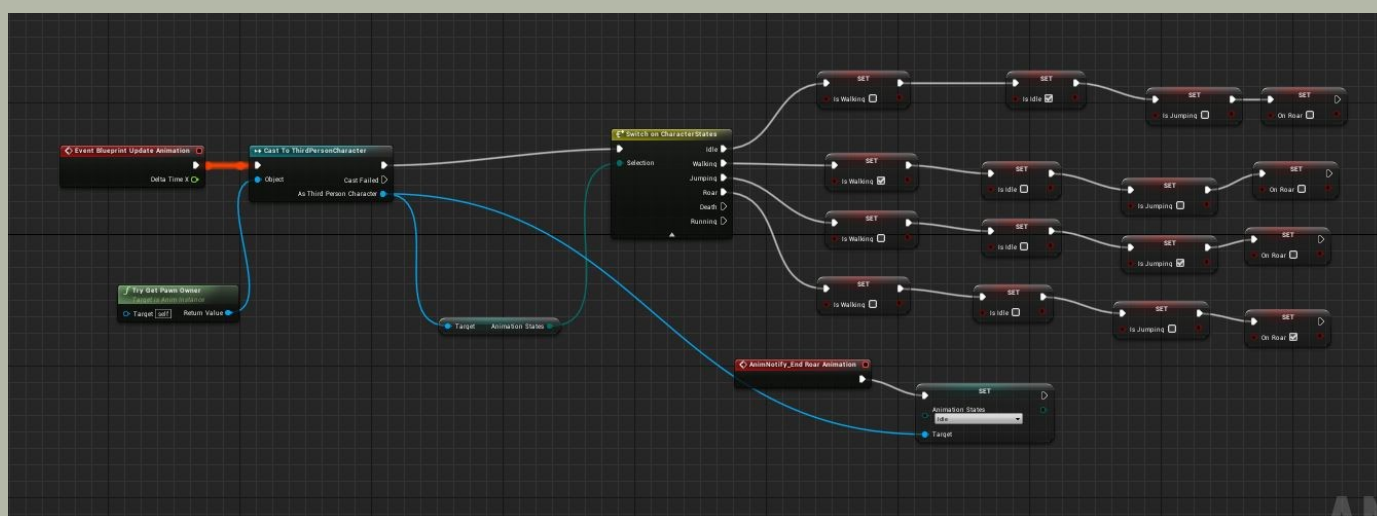 Event Blueprint Update Animation
Delta Time X
Cast To ThirdPersonCharacter
Object
Cast Failed
As Third Person Character
Try Get Pawn Owner
Target is Anim Instance
Target self Return Value
Target Animation States
Switch on CharacterStates
Idle
Selection Walking
Jumping
Roar
Death
Running
SET
Is Walking
SET
Is Idle
SET
Is Jumping
SET
On Roar
SET
Is Walking
SET
Is Idle
SET
Is Jumping
SET
On Roar
SET
Is Walking
SET
Is Idle
SET
Is Jumping
SET
On Roar
SET
Is Walking
SET
Is Idle
SET
Is Jumping
SET
On Roar
AnimNotify_End Roar Animation
SET
Animation States
Idle
Target
AN